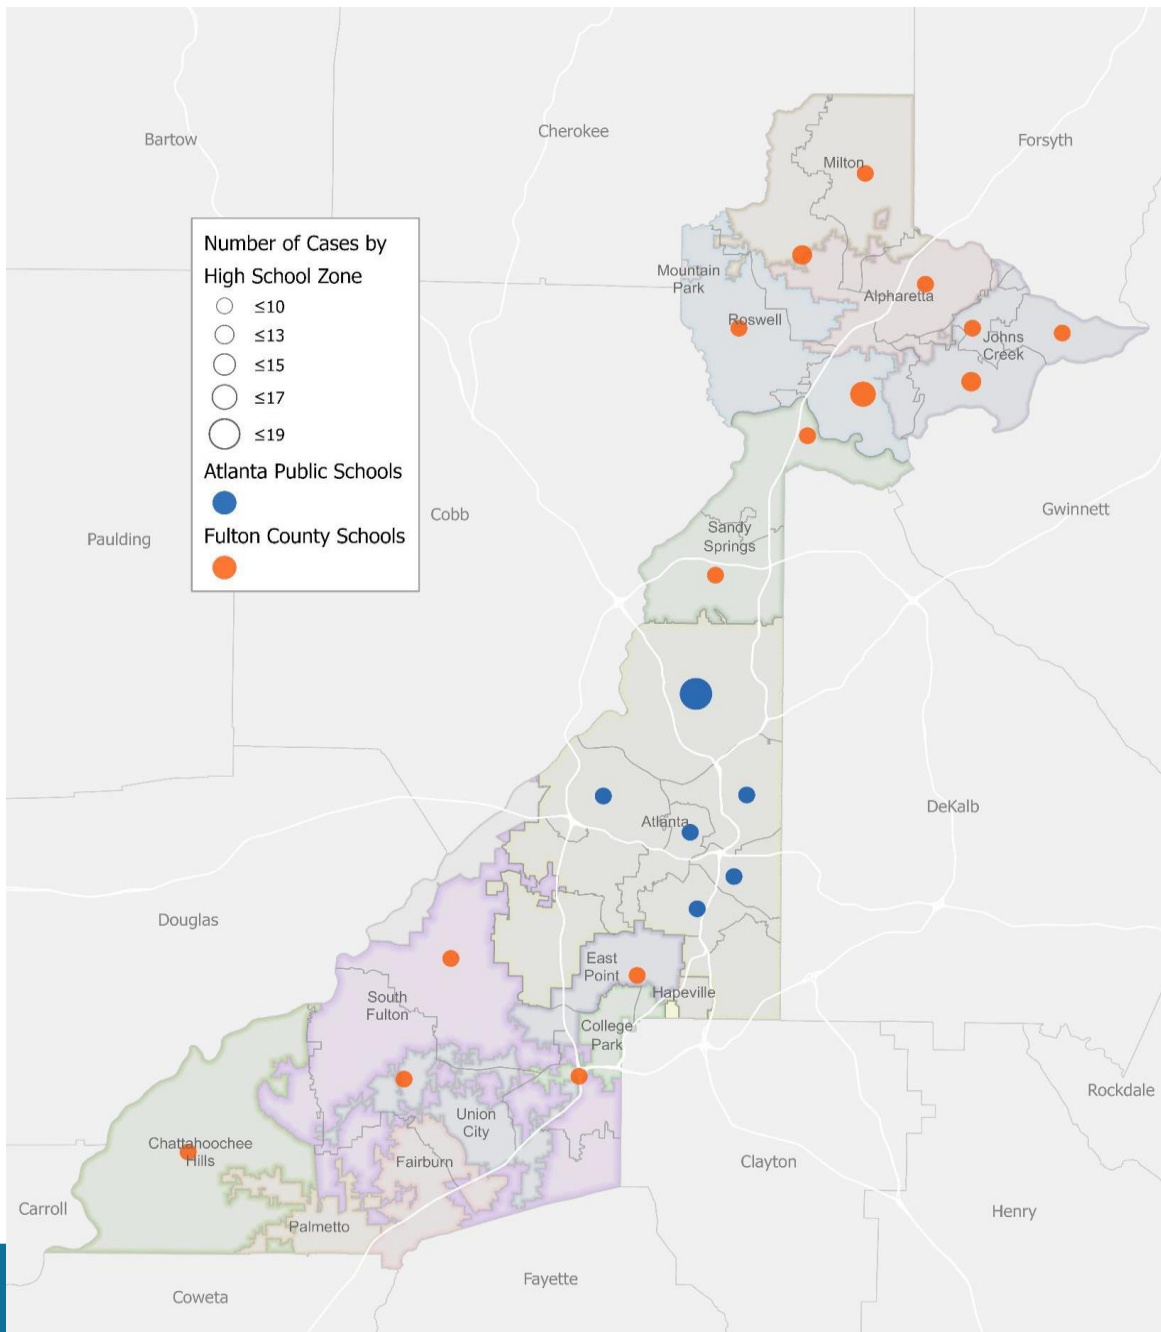 Bartow
Cherokee
Forsyth
Milton
Number of Cases by
High School Zone
≤10
≤13
≤15
≤17
≤19
Atlanta Public Schools
Fulton County Schools
Mountain
Park
Alpharetta
Roswell
Johns
Creek
Cobb
Gwinnett
Paulding
Sandy
Springs
DeKalb
Atlanta
Douglas
East
Point
Hapeville
South
Fulton
College
Park
Rockdale
Union
City
Chattahoochee
Hills
Fairburn
Clayton
Carroll
Henry
Palmetto
Fayette
Coweta